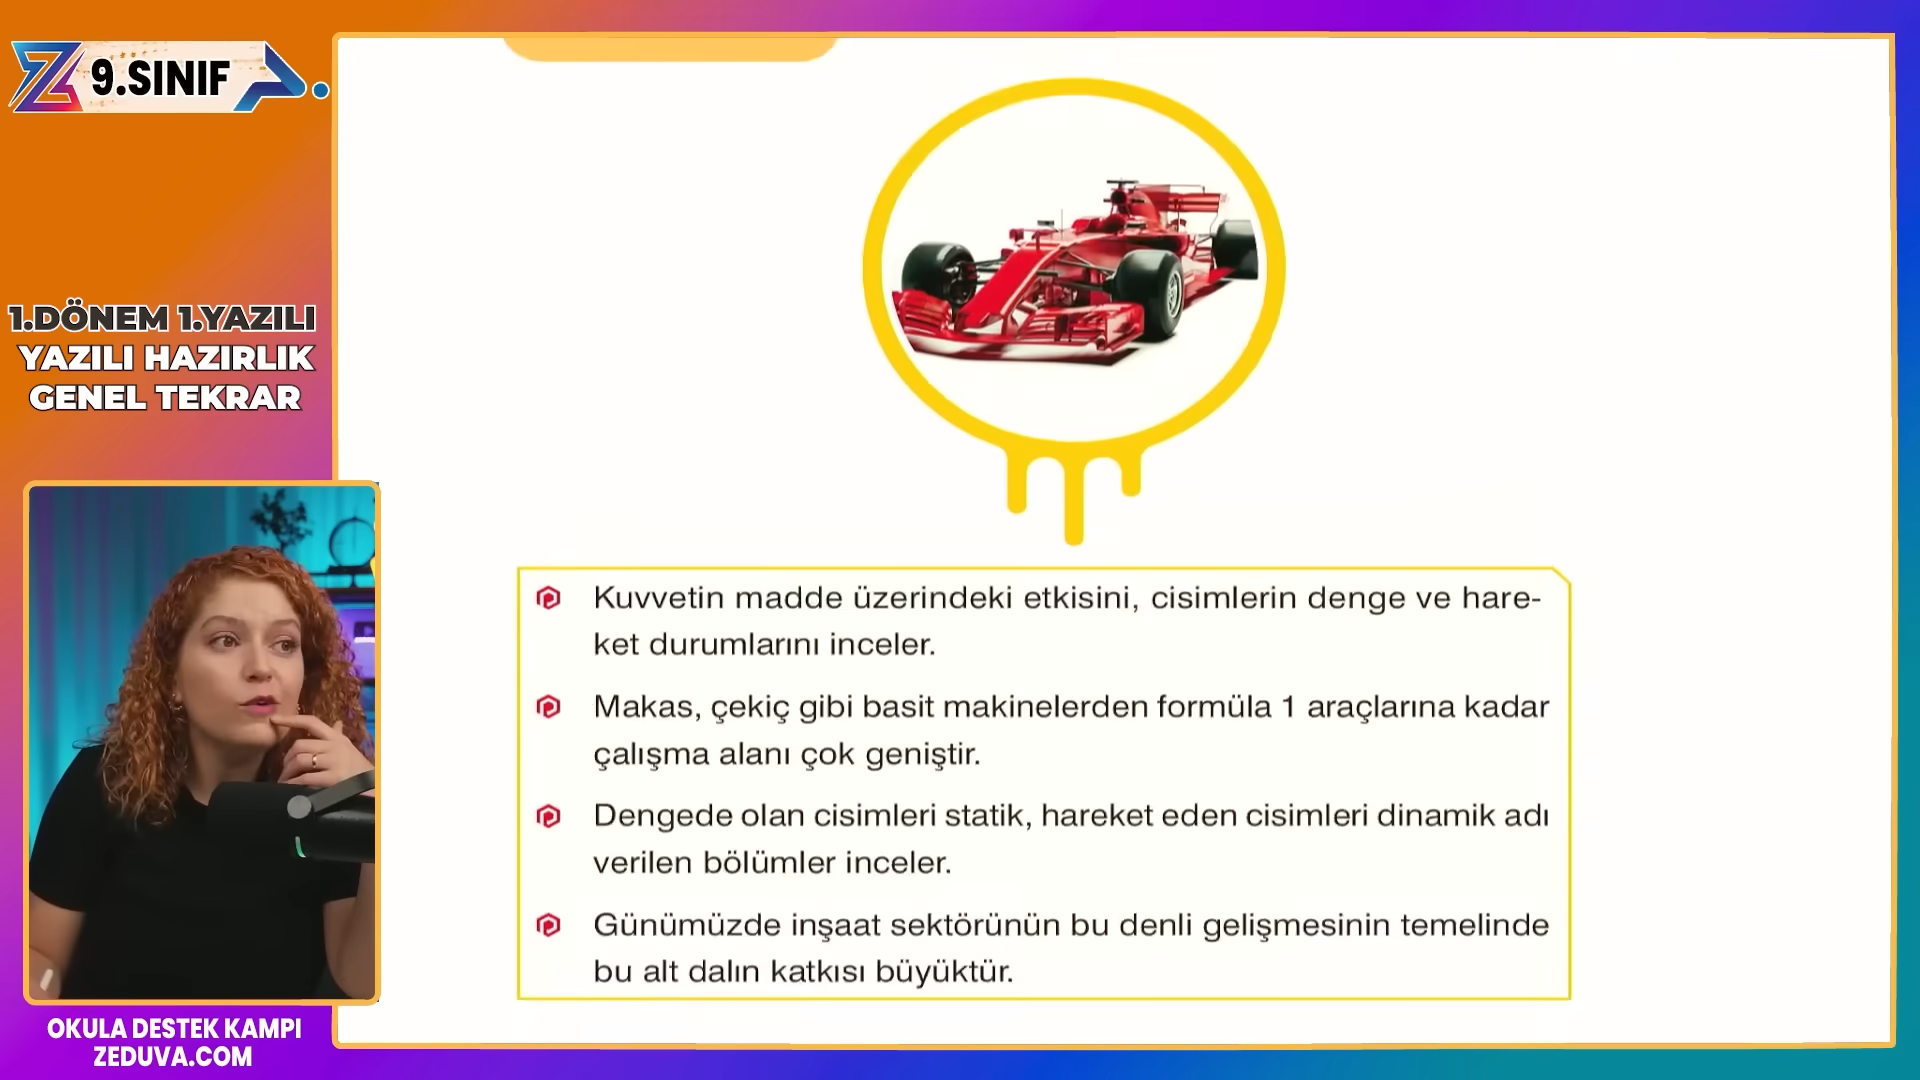 9.SINIF
1.DÖNEM 1.YAZILI
YAZILI HAZIRLIK
GENEL TEKRAR
Kuvvetin madde üzerindeki etkisini, cisimlerin denge ve hare-
ket durumlarını inceler.
Makas, çekiç gibi basit makinelerden formüla 1 araçlarına kadar
çalışma alanı çok geniştir.
Dengede olan cisimleri statik, hareket eden cisimleri dinamik adı
verilen bölümler inceler.
Günümüzde inşaat sektörünün bu denli gelişmesinin temelinde
bu alt dalın katkısı büyüktür.
OKULA DESTEK KAMPI
ZEDUVA.COM